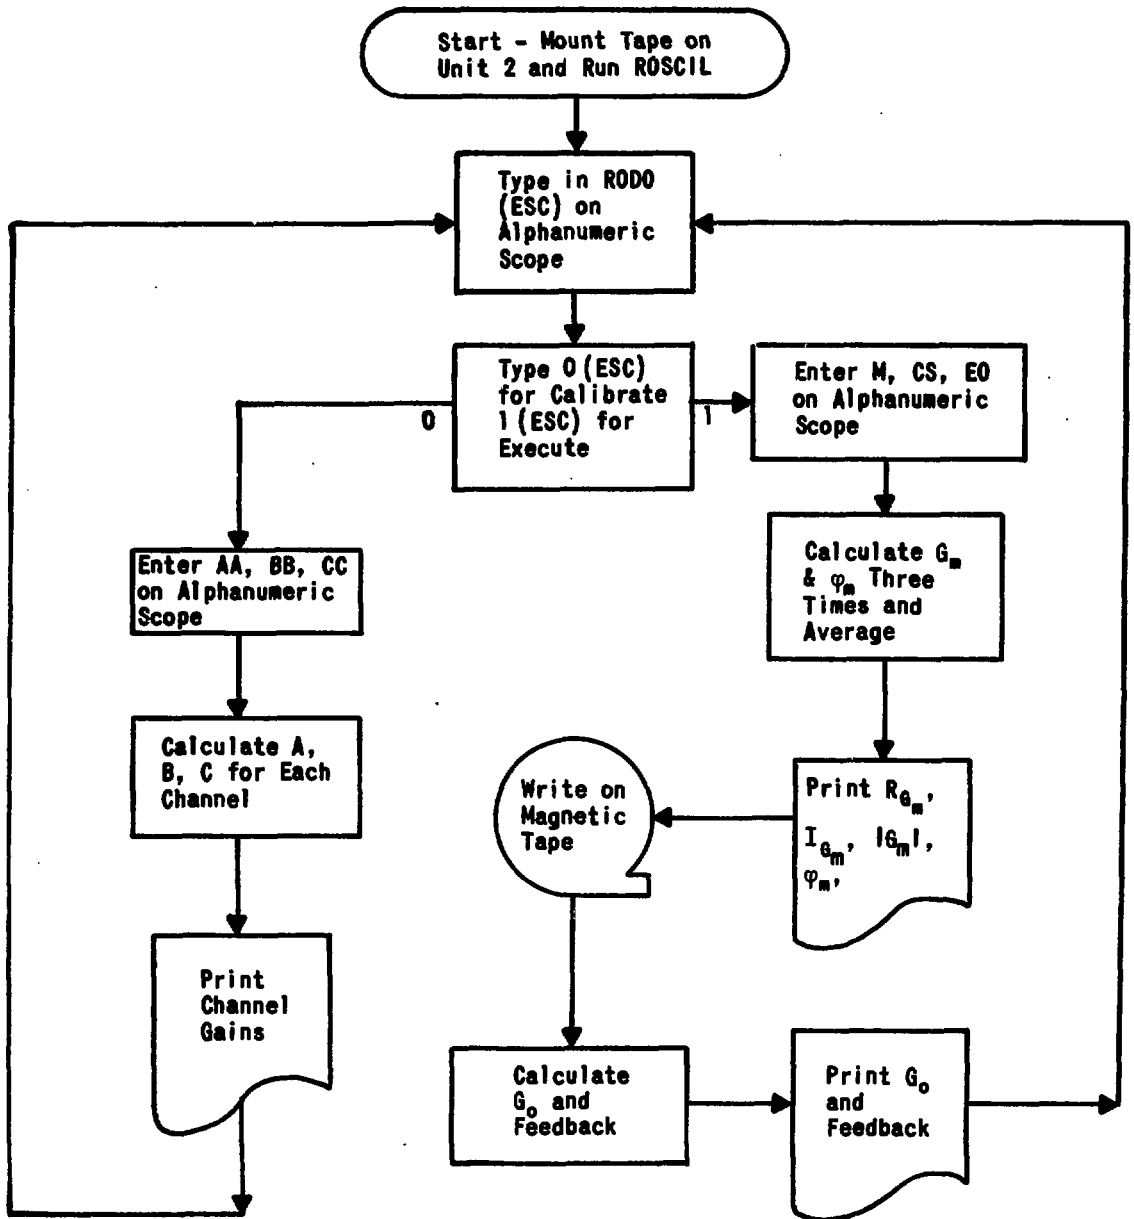 Start - Mount Tape on
Unit 2 and Run ROSCIL
Type in RODO
(ESC) on
Alphanumeric
Scope
Type 0 (ESC)
for Calibrate
1 (ESC) for
Execute
0
1
Enter M, CS, EO
on Alphanumeric
Scope
Enter AA, BB, CC
on Alphanumeric
Scope
Calculate Gₘ
& φₘ Three
Times and
Average
Calculate A,
B, C for Each
Channel
Write on
Magnetic
Tape
Print R_Gₘ,
I_Gₘ, |Gₘ|,
φₘ,
Print
Channel
Gains
Calculate
Gₒ and
Feedback
Print Gₒ
and
Feedback